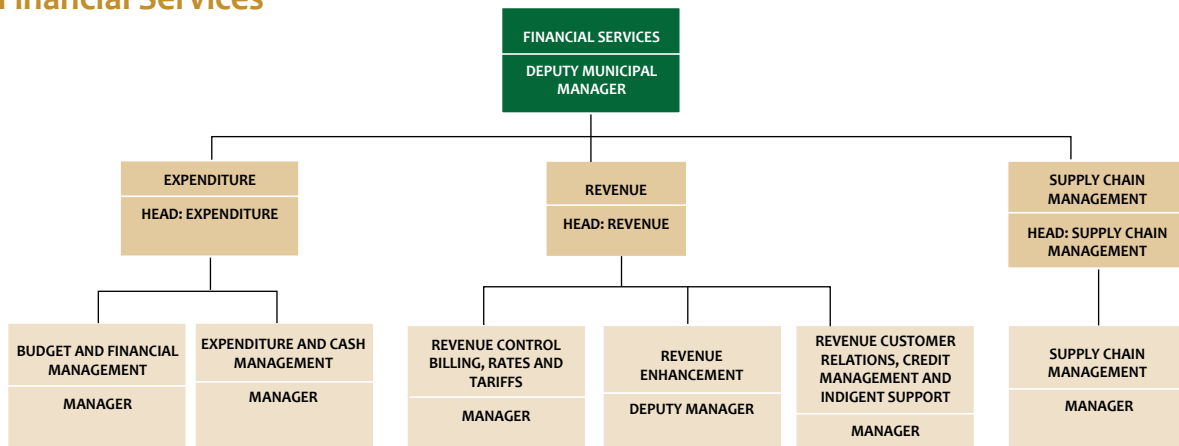 Financial Services
FINANCIAL SERVICES
DEPUTY MUNICIPAL
MANAGER
EXPENDITURE
HEAD: EXPENDITURE
REVENUE
HEAD: REVENUE
SUPPLY CHAIN
MANAGEMENT
HEAD: SUPPLY CHAIN
MANAGEMENT
BUDGET AND FINANCIAL
MANAGEMENT
MANAGER
EXPENDITURE AND CASH
MANAGEMENT
MANAGER
REVENUE CONTROL
BILLING, RATES AND
TARIFFS
MANAGER
REVENUE
ENHANCEMENT
DEPUTY MANAGER
REVENUE CUSTOMER
RELATIONS, CREDIT
MANAGEMENT AND
INDIGENT SUPPORT
MANAGER
SUPPLY CHAIN
MANAGEMENT
MANAGER